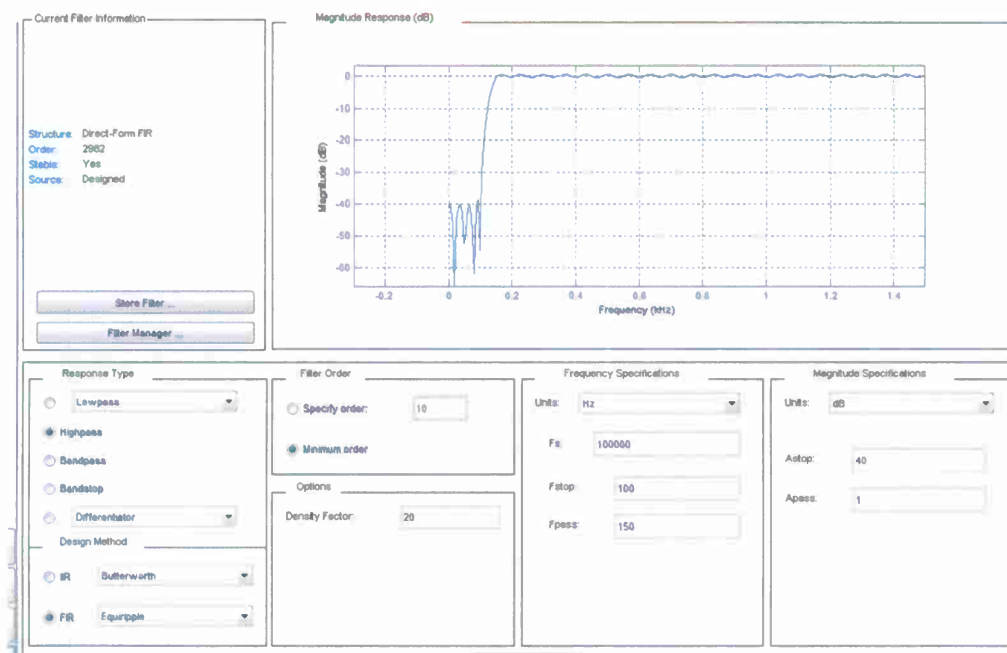 Current Filter Information
Structure: Direct-Form FIR
Order: 2982
Stable: Yes
Source: Designed
Store Filter ...
Filter Manager ...
Magnitude Response (dB)
Magnitude (dB)
0
-10
-20
-30
-40
-50
-60
-0.2 0 0.2 0.4 0.6 0.8 1 1.2 1.4
Frequency (kHz)
Response Type
Lowpass
Highpass
Bandpass
Bandstop
Differentiator
Design Method
IIR Butterworth
FIR Equiripple
Filter Order
Specify order: 10
Minimum order
Options
Density Factor: 20
Frequency Specifications
Units: Hz
Fs: 100000
Fstop: 100
Fpass: 150
Magnitude Specifications
Units: dB
Astop: 40
Apass: 1